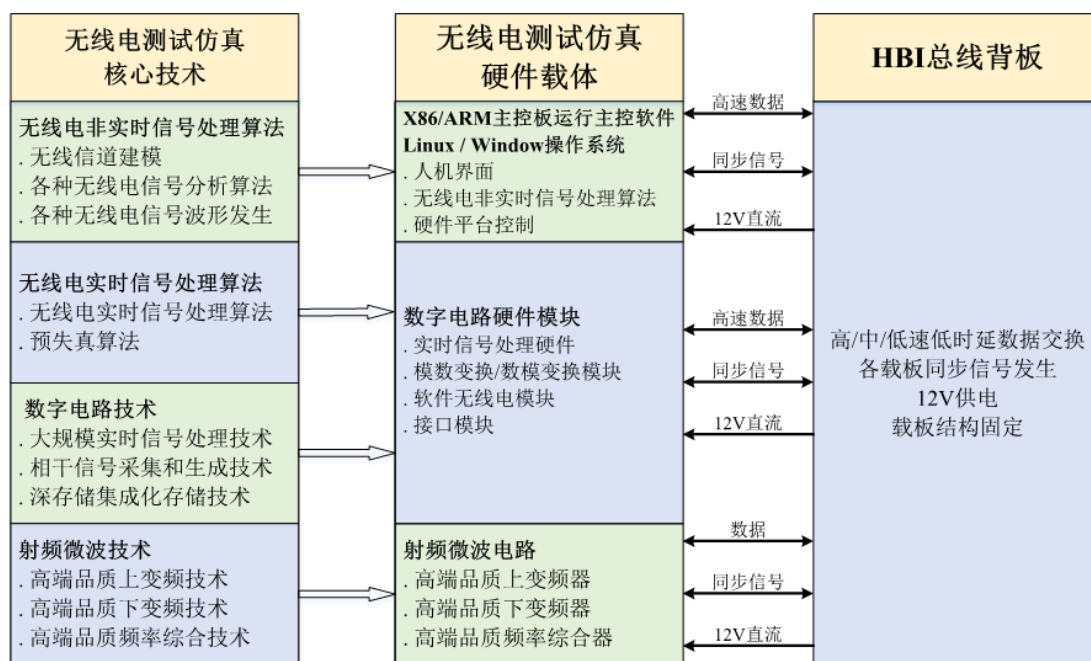 无线电测试仿真
核心技术
无线电非实时信号处理算法
. 无线信道建模
. 各种无线电信号分析算法
. 各种无线电信号波形发生
无线电实时信号处理算法
. 无线电实时信号处理算法
. 预失真算法
数字电路技术
. 大规模实时信号处理技术
. 相干信号采集和生成技术
. 深存储集成化存储技术
射频微波技术
. 高端品质上变频技术
. 高端品质下变频技术
. 高端品质频率综合技术
无线电测试仿真
硬件载体
X86/ARM主控板运行主控软件
Linux / Window操作系统
. 人机界面
. 无线电非实时信号处理算法
. 硬件平台控制
数字电路硬件模块
. 实时信号处理硬件
. 模数变换/数模变换模块
. 软件无线电模块
. 接口模块
射频微波电路
. 高端品质上变频器
. 高端品质下变频器
. 高端品质频率综合器
高速数据
同步信号
12V直流
高速数据
同步信号
12V直流
数据
同步信号
12V直流
HBI总线背板
高/中/低速低时延数据交换
各载板同步信号发生
12V供电
载板结构固定